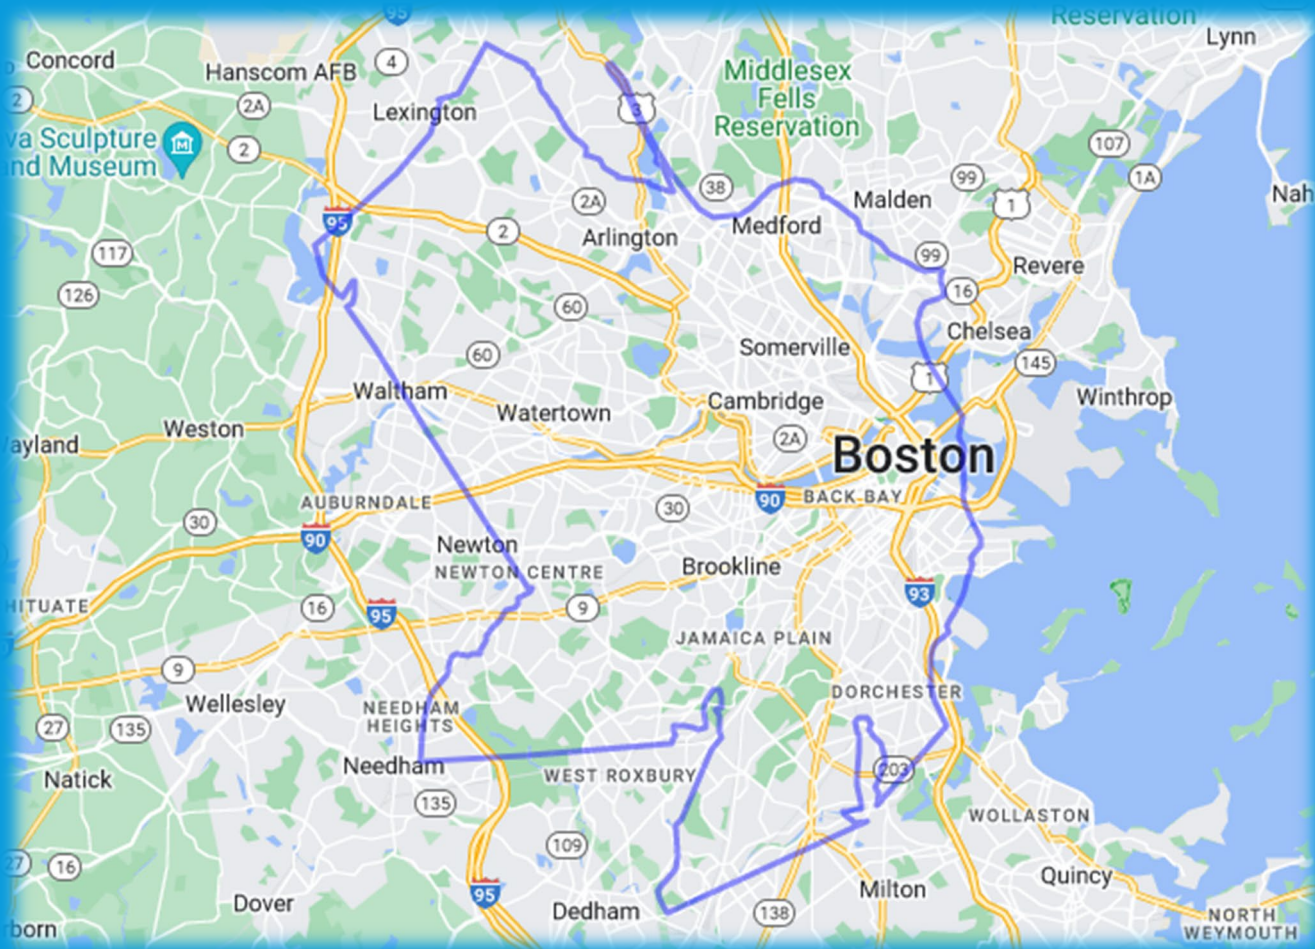 95
Reservation
Lynn
Concord
4
Hanscom AFB
Middlesex
Fells
Reservation
2
2A
Lexington
3
va Sculpture
and Museum
2
107
99
1A
38
2A
Malden
1
Nah
95
2
Arlington
Medford
117
99
Revere
126
60
16
Chelsea
60
Somerville
145
1
Waltham
Watertown
Cambridge
Winthrop
ayland
Weston
2A
Boston
AUBURNDALE
90
BACK BAY
30
30
90
Newton
NEWTON CENTRE
Brookline
93
HITUATE
16
95
9
JAMAICA PLAIN
9
DORCHESTER
Wellesley
NEEDHAM
HEIGHTS
27
135
Needham
WEST ROXBURY
203
Natick
135
WOLLASTON
109
27
16
Quincy
95
Milton
Dover
Dedham
138
born
NORTH
WEYMOUTH